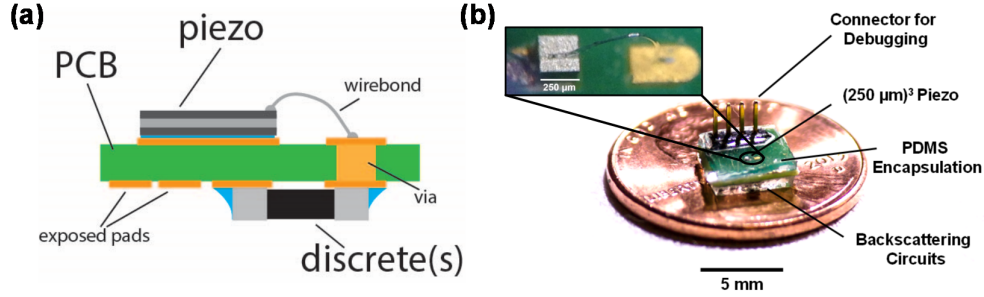 (a)
piezo
PCB
wirebond
via
exposed pads
discrete(s)
(b)
250 µm
Connector for
Debugging
(250 µm)³ Piezo
PDMS
Encapsulation
Backscattering
Circuits
5 mm